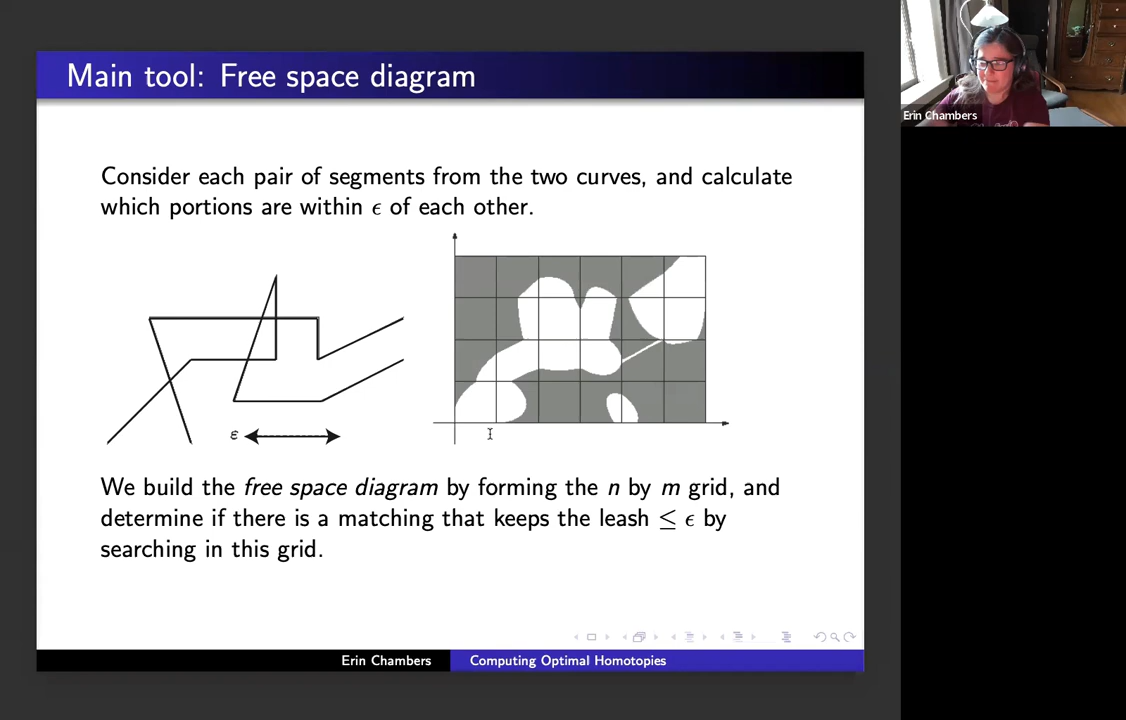 Main tool: Free space diagram
Erin Chambers
Consider each pair of segments from the two curves, and calculate
which portions are within ϵ of each other.
ε
We build the free space diagram by forming the n by m grid, and
determine if there is a matching that keeps the leash ≤ ϵ by
searching in this grid.
Erin Chambers
Computing Optimal Homotopies